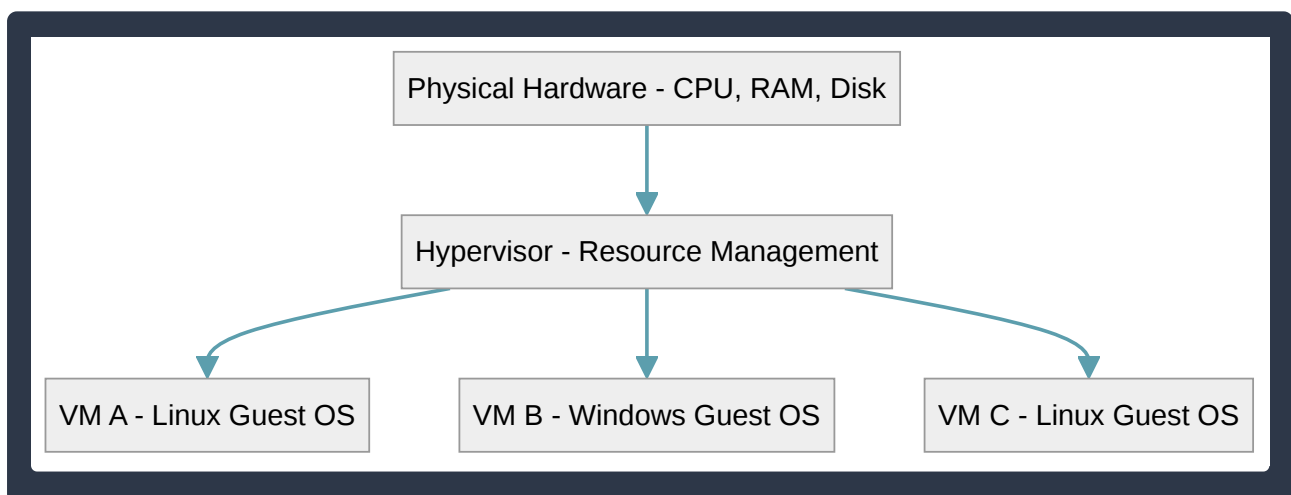 Physical Hardware - CPU, RAM, Disk
Hypervisor - Resource Management
VM A - Linux Guest OS
VM B - Windows Guest OS
VM C - Linux Guest OS